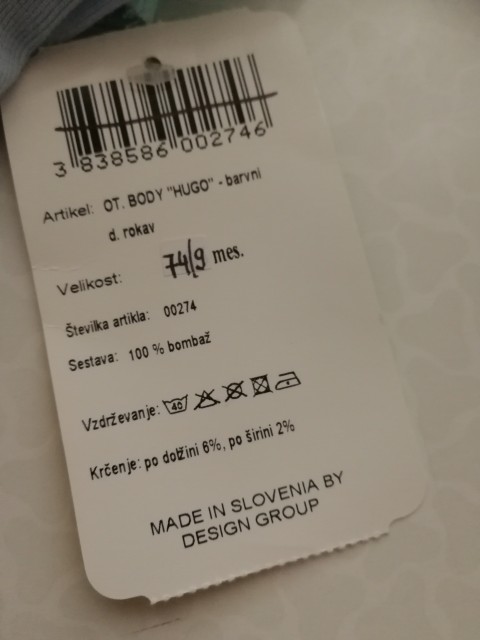 3 838586 002746
Artikel: OT. BODY "HUGO" - barvni
d. rokav
Velikost: 74/9 mes.
Številka artikla: 00274
Sestava: 100 % bombaž
Vzdrževanje: 40
Krčenje: po dolžini 6%, po širini 2%
MADE IN SLOVENIA BY
DESIGN GROUP